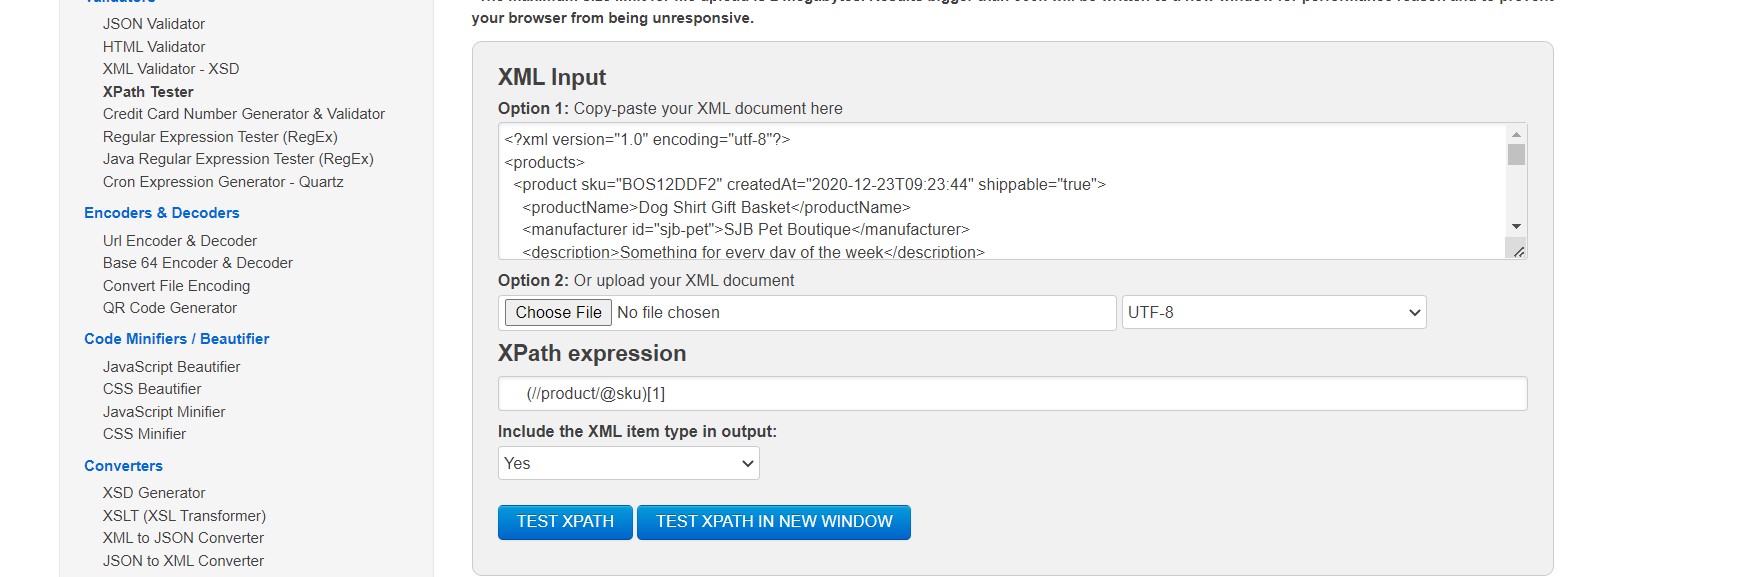 Validators
JSON Validator
HTML Validator
XML Validator - XSD
XPath Tester
Credit Card Number Generator & Validator
Regular Expression Tester (RegEx)
Java Regular Expression Tester (RegEx)
Cron Expression Generator - Quartz
Encoders & Decoders
Url Encoder & Decoder
Base 64 Encoder & Decoder
Convert File Encoding
QR Code Generator
Code Minifiers / Beautifier
JavaScript Beautifier
CSS Beautifier
JavaScript Minifier
CSS Minifier
Converters
XSD Generator
XSLT (XSL Transformer)
XML to JSON Converter
JSON to XML Converter
your browser from being unresponsive.
XML Input
Option 1: Copy-paste your XML document here
<?xml version="1.0" encoding="utf-8"?>
<products>
<product sku="BOS12DDF2" createdAt="2020-12-23T09:23:44" shippable="true">
<productName>Dog Shirt Gift Basket</productName>
<manufacturer id="sjb-pet">SJB Pet Boutique</manufacturer>
<description>Something for every day of the week</description>
Option 2: Or upload your XML document
Choose File No file chosen UTF-8
XPath expression
(//product/@sku)[1]
Include the XML item type in output:
Yes
TEST XPATH TEST XPATH IN NEW WINDOW